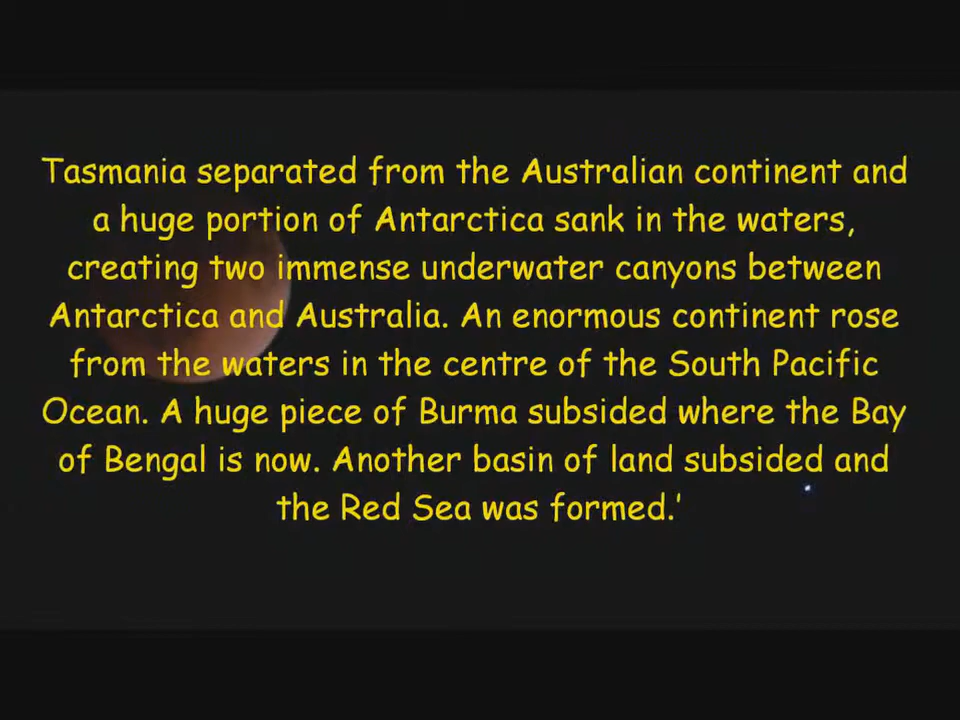 Tasmania separated from the Australian continent and
a huge portion of Antarctica sank in the waters,
creating two immense underwater canyons between
Antarctica and Australia. An enormous continent rose
from the waters in the centre of the South Pacific
Ocean. A huge piece of Burma subsided where the Bay
of Bengal is now. Another basin of land subsided and
the Red Sea was formed.'